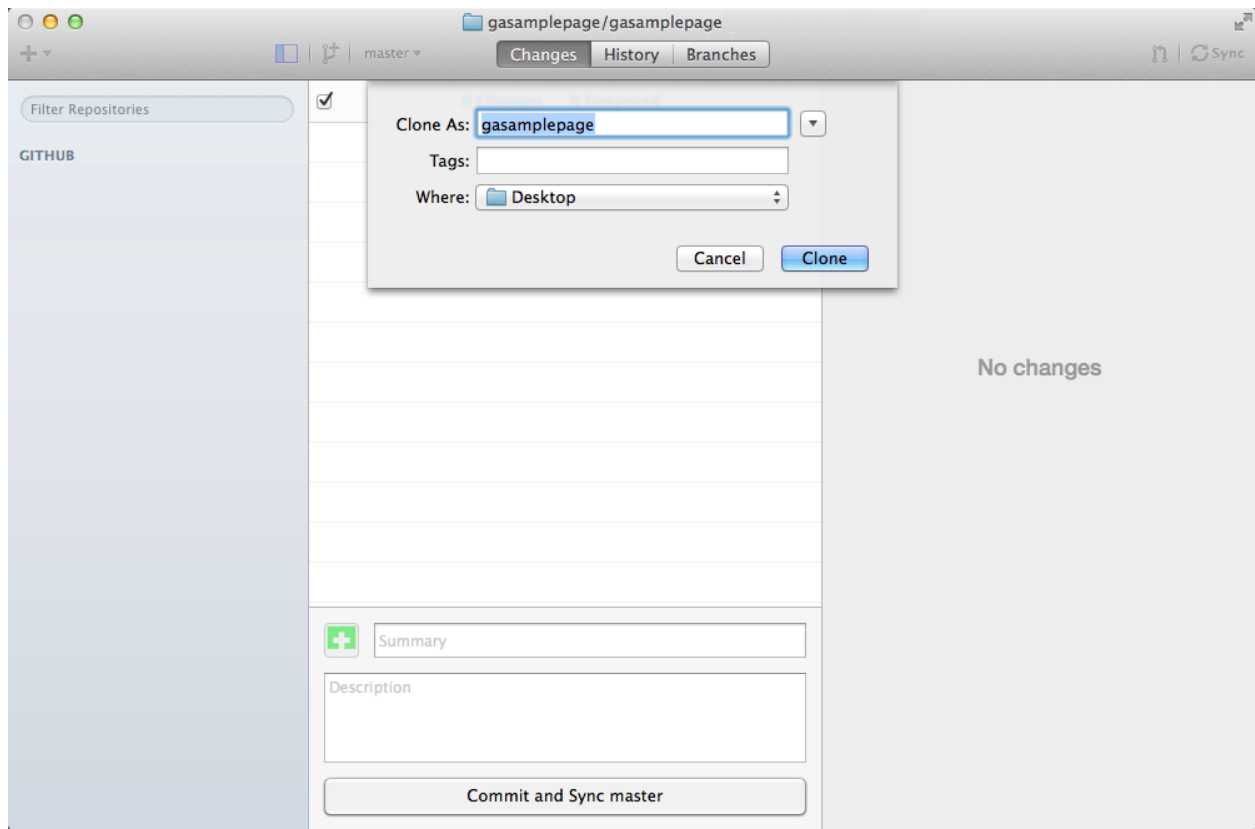 gasamplepage/gasamplepage
master
Changes
History
Branches
Sync
Filter Repositories
GITHUB
Clone As: gasamplepage
Tags:
Where: Desktop
Cancel
Clone
No changes
Summary
Description
Commit and Sync master